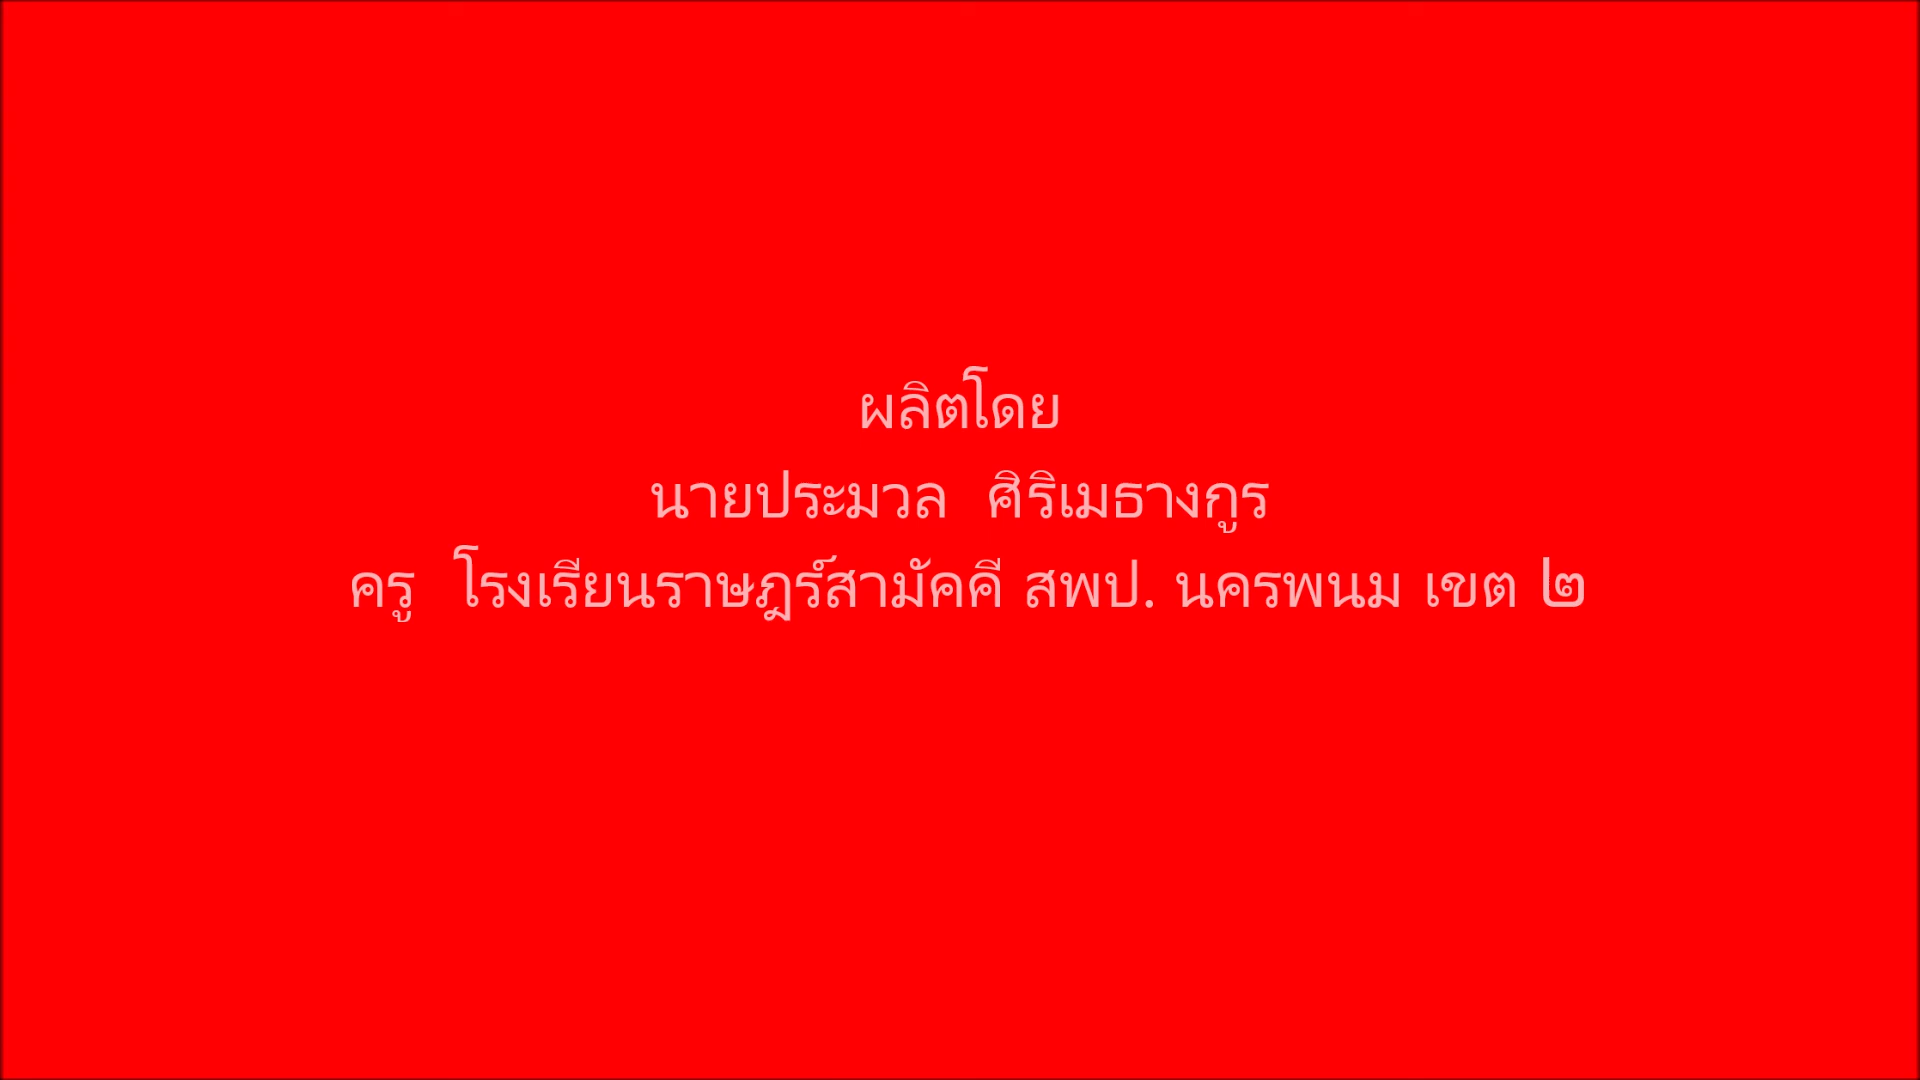 ผลิตโดย
นายประมวล  ศิริเมธางกูร
ครู  โรงเรียนราษฎร์สามัคคี สพป. นครพนม เขต ๒